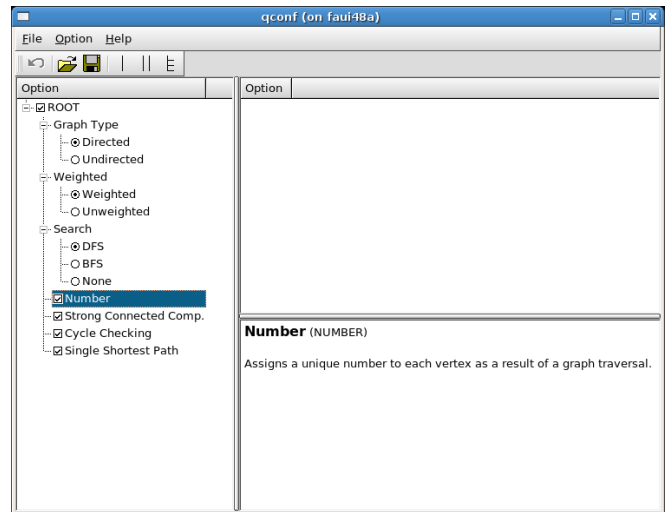 qconf (on faui48a)
File Option Help
Option
ROOT
Graph Type
Directed
Undirected
Weighted
Weighted
Unweighted
Search
DFS
BFS
None
Number
Strong Connected Comp.
Cycle Checking
Single Shortest Path
Option
Number (NUMBER)
Assigns a unique number to each vertex as a result of a graph traversal.